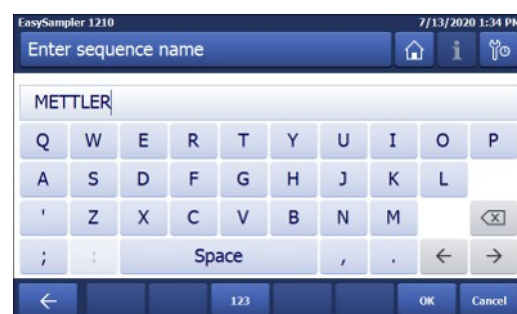 EasySampler 1210 7/13/2020 1:34 PM
Enter sequence name
METTLER
Q W E R T Y U I O P
A S D F G H J K L
' Z X C V B N M
; : Space , .
123 OK Cancel